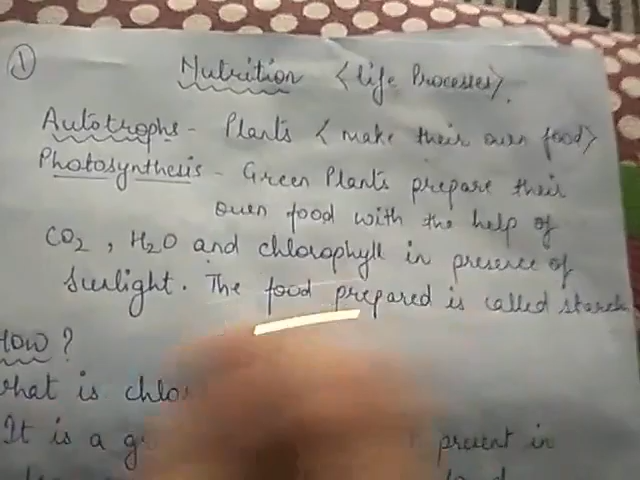 1
Nutrition <life Processes>.
Autotrophs - Plants <make their own food>
Photosynthesis - Green Plants prepare their
own food with the help of
CO2, H2O and chlorophyll in presence of
Sunlight. The food prepared is called starch
How?
What is
It is a present in